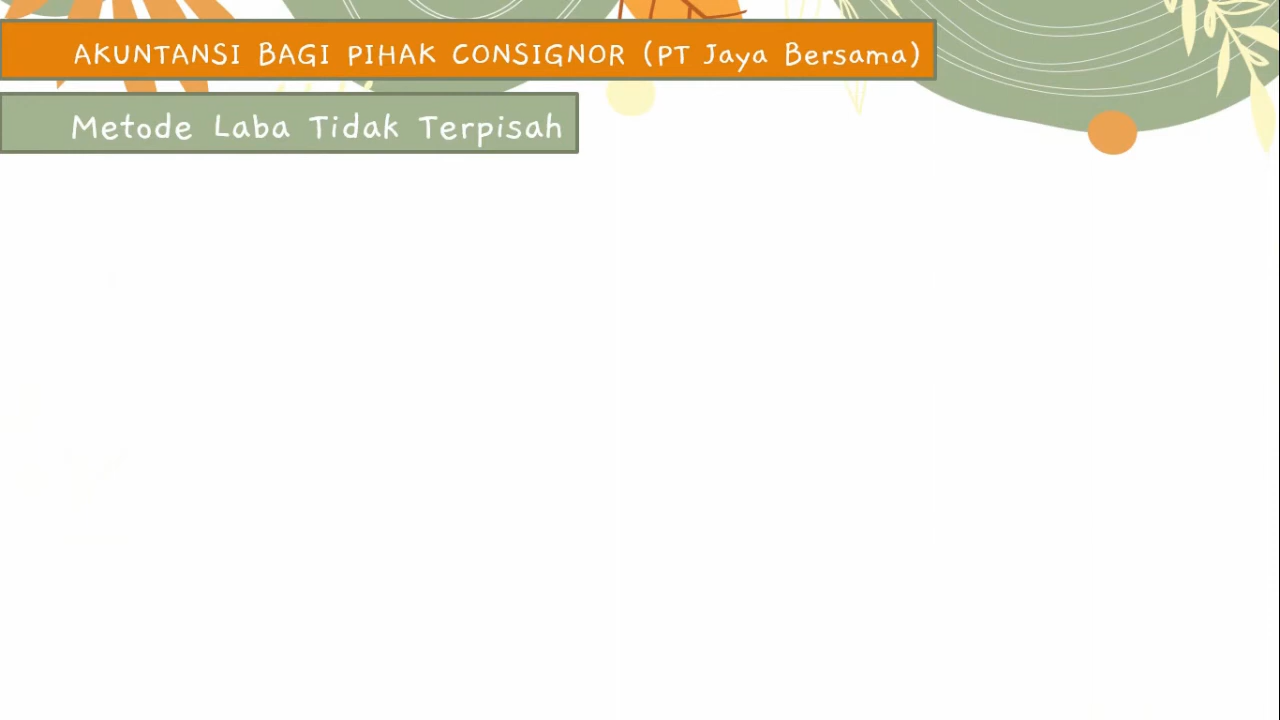 AKUNTANSI BAGI PIHAK CONSIGNOR (PT Jaya Bersama)
Metode Laba Tidak Terpisah